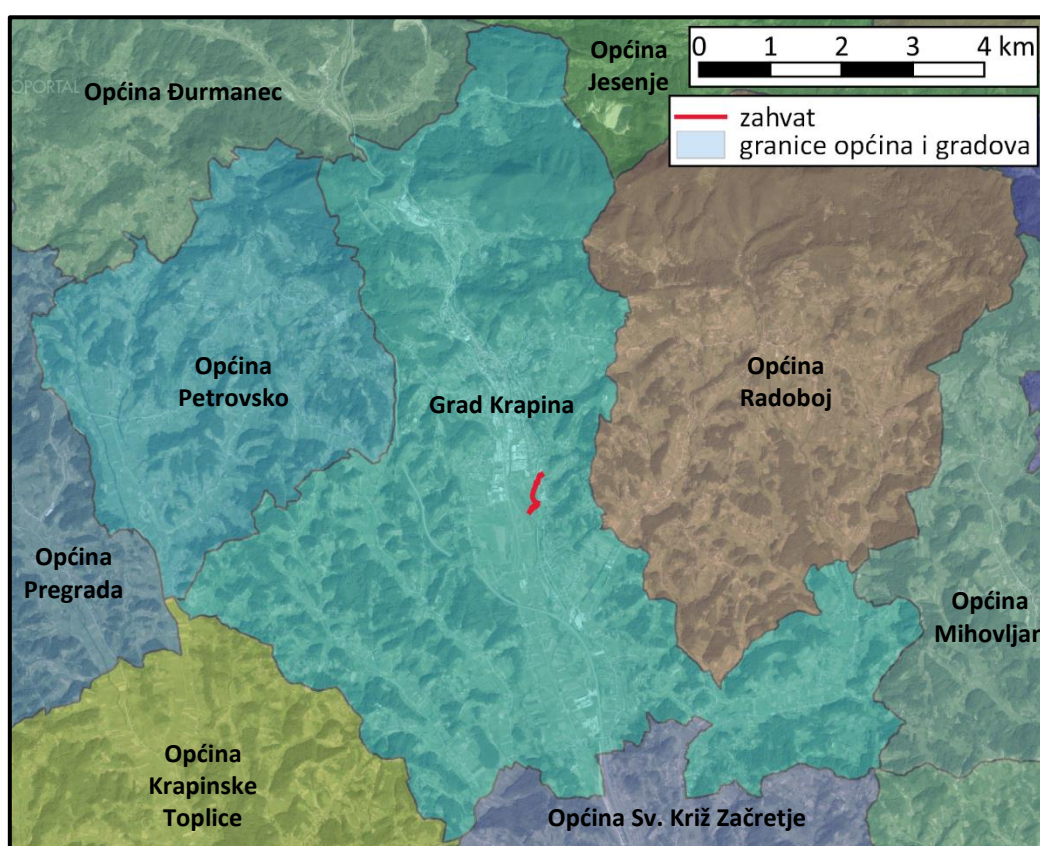 Općina
Jesenje
0 1 2 3 4 km
OPORTAL
Općina Đurmanec
zahvat
granice općina i gradova
Općina
Petrovsko
Grad Krapina
Općina
Radoboj
Općina
Pregrada
Općina
Mihovljan
Općina
Krapinske
Toplice
Općina Sv. Križ Začretje